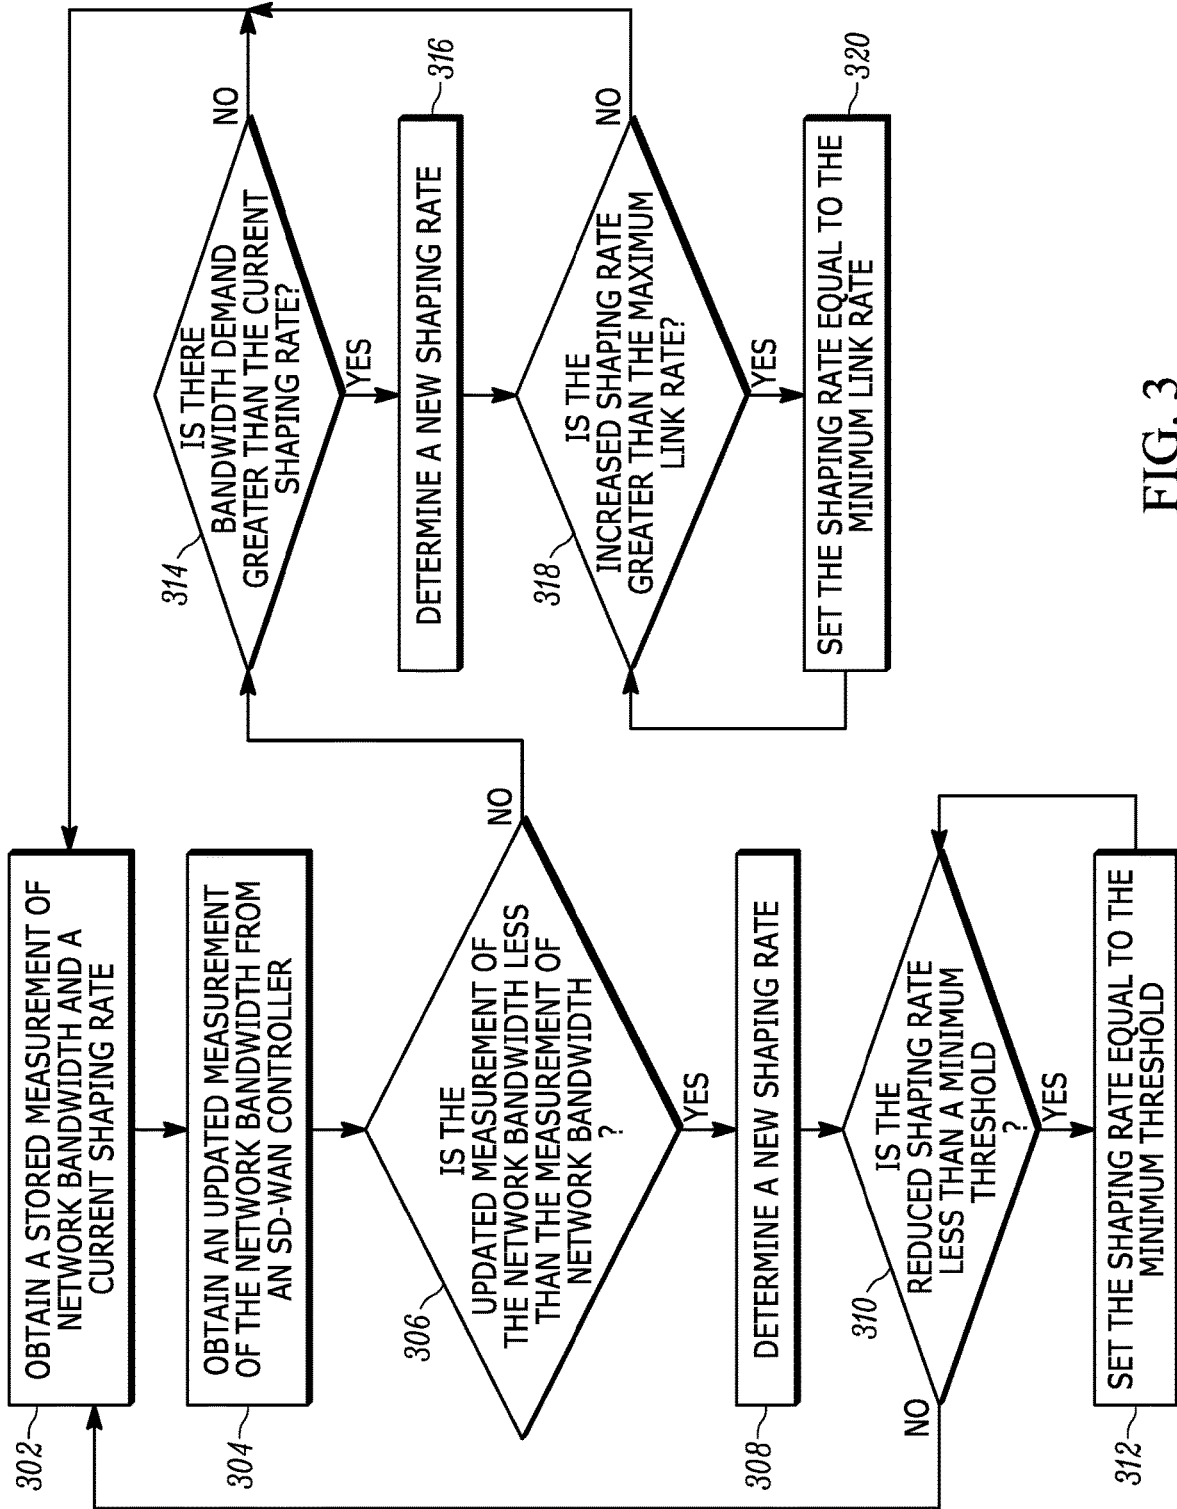 302
OBTAIN A STORED MEASUREMENT OF
NETWORK BANDWIDTH AND A
CURRENT SHAPING RATE
304
OBTAIN AN UPDATED MEASUREMENT
OF THE NETWORK BANDWIDTH FROM
AN SD-WAN CONTROLLER
306
IS THE
UPDATED MEASUREMENT OF
THE NETWORK BANDWIDTH LESS
THAN THE MEASUREMENT OF
NETWORK BANDWIDTH
?
NO
YES
308
DETERMINE A NEW SHAPING RATE
310
IS THE
REDUCED SHAPING RATE
LESS THAN A MINIMUM
THRESHOLD
?
NO
YES
312
SET THE SHAPING RATE EQUAL TO THE
MINIMUM THRESHOLD
314
IS THERE
BANDWIDTH DEMAND
GREATER THAN THE CURRENT
SHAPING RATE?
NO
YES
316
DETERMINE A NEW SHAPING RATE
318
IS THE
INCREASED SHAPING RATE
GREATER THAN THE MAXIMUM
LINK RATE?
NO
YES
320
SET THE SHAPING RATE EQUAL TO THE
MINIMUM LINK RATE
FIG. 3